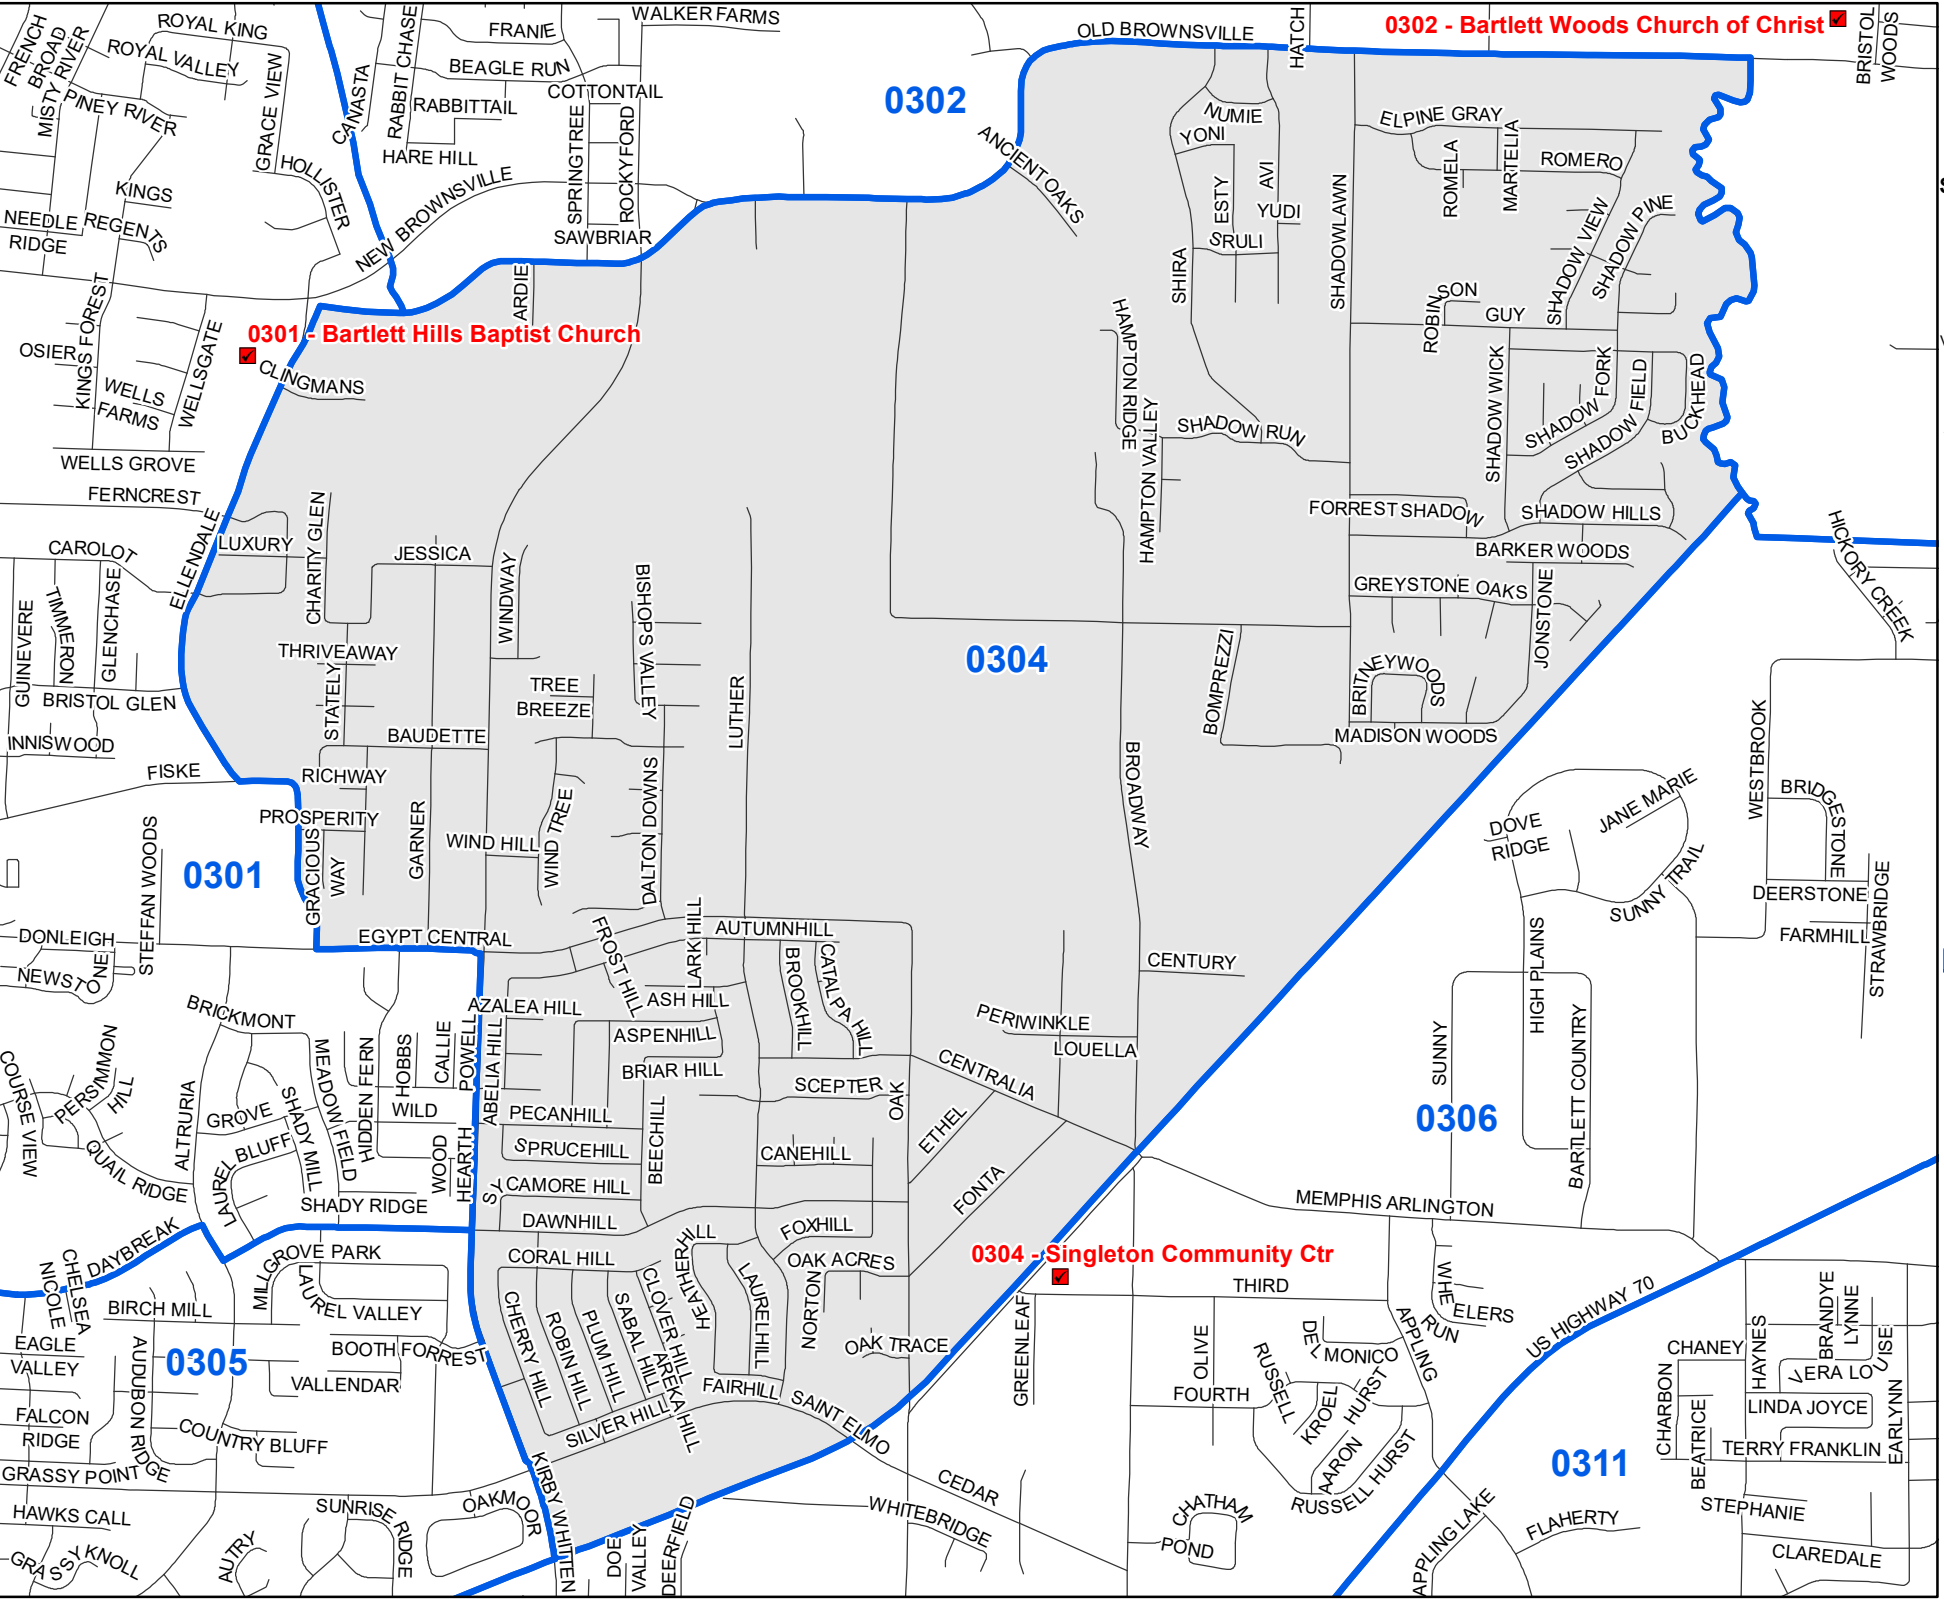 WALKER FARMS
FRENCH
BROAD
MISTY RIVER
ROYAL KING
ROYAL VALLEY
PINEY RIVER
GRACE VIEW
CANASTA
RABBIT CHASE
FRANIE
BEAGLE RUN
RABBITTAIL
COTTONTAIL
HARE HILL
SPRINGTREE
ROCKYFORD
HOLLISTER
NEW BROWNSVILLE
SAWBRIAR
ARDIE
KINGS
NEEDLE
RIDGE
REGENTS
0302
OLD BROWNSVILLE
HATCH
0302 - Bartlett Woods Church of Christ
BRISTOL
WOODS
ANCIENT OAKS
NUMIE
YONI
AVI
ESTY
YUDI
SRULI
SHIRA
SHADOWLAWN
ELPINE GRAY
ROMELA
MARTELIA
ROMERO
SHADOW VIEW
SHADOW PINE
ROBINSON
GUY
0301 - Bartlett Hills Baptist Church
KINGS FOREST
OSIER
WELLS
FARMS
WELLSGATE
CLINGMANS
WELLS GROVE
FERNCREST
HAMPTON RIDGE
HAMPTON VALLEY
SHADOW RUN
SHADOW WICK
SHADOW FORK
SHADOW FIELD
BUCKHEAD
FORREST SHADOW
SHADOW HILLS
BARKER WOODS
GREYSTONE OAKS
JONSTONE
BRITNEYWOODS
MADISON WOODS
BOMPREZZI
HICKORY CREEK
CAROLOT
ELLENDALE
LUXURY
CHARITY GLEN
JESSICA
WINDWAY
BISHOPS VALLEY
GUINEVERE
TIMMERON
GLENCHASE
BRISTOL GLEN
INNISWOOD
THRIVEAWAY
STATELY
TREE
BREEZE
LUTHER
0304
BAUDETTE
FISKE
RICHWAY
PROSPERITY
GRACIOUS
WAY
GARNER
WIND HILL
WIND TREE
DALTON DOWNS
BROADWAY
0301
STEFFAN WOODS
WESTBROOK
BRIDGESTONE
JANE MARIE
DOVE
RIDGE
SUNNY TRAIL
DEERSTONE
FARMHILL
STRAWBRIDGE
DONLEIGH
NEWSTONE
EGYPT CENTRAL
FROST HILL
LARK HILL
AUTUMNHILL
BROOKHILL
CATALPA HILL
CENTURY
HIGH PLAINS
AZALEA HILL
ASH HILL
ASPENHILL
BRIAR HILL
PERIWINKLE
LOUELLA
CENTRALIA
SUNNY
BARTLETT COUNTRY
BRICKMONT
COURSE VIEW
PERSIMMON
HILL
ALTRURIA
MEADOWFIELD
HIDDEN FERN
HOBBS
CALLIE
POWELL
ABELIA HILL
SCEPTER
OAK
ETHEL
0306
GROVE
SHADY MILL
WILD
PECANHILL
SPRUCEHILL
BEECHILL
CANEHILL
FONTA
QUAIL RIDGE
LAUREL BLUFF
WOOD
HEARTH
SYCAMORE HILL
SHADY RIDGE
DAWNHILL
MEMPHIS ARLINGTON
DAYBREAK
MILLGROVE PARK
CORAL HILL
HEATHERHILL
FOXHILL
OAK ACRES
0304 - Singleton Community Ctr
CHELSEA
NICOLE
LAUREL VALLEY
BIRCH MILL
CHERRY HILL
ROBIN HILL
PLUM HILL
SABAL HILL
CLOVER HILL
AREKA HILL
LAURELHILL
NORTON
THIRD
WHEELERS
RUN
US HIGHWAY 70
EAGLE
VALLEY
0305
BOOTH FORREST
OAK TRACE
GREENLEAF
OLIVE
DEL MONICO
APPLING
BRANDYE
LYNNE
CHANEY
HAYNES
VERA LOUISE
AUDUBON RIDGE
VALLENDAR
FAIRHILL
SAINT ELMO
FOURTH
RUSSELL
KROEL
AARON HURST
CHARBON
LINDA JOYCE
FALCON
RIDGE
COUNTRY BLUFF
SILVER HILL
RUSSELL HURST
0311
BEATRICE
TERRY FRANKLIN
EARLYNN
GRASSY POINT
KIRBY WHITTEN
HAWKS CALL
SUNRISE RIDGE
OAKMOOR
CEDAR
WHITEBRIDGE
CHATHAM
POND
APPLING LAKE
FLAHERTY
STEPHANIE
GRASSY KNOLL
AUTRY
DOE
VALLEY
DEERFIELD
CLAREDALE